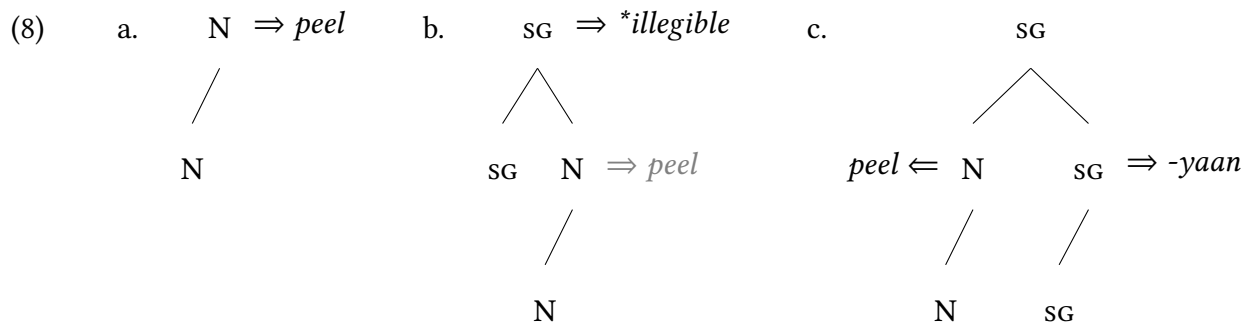 (8) a. N ⇒ peel b. SG ⇒ *illegible c. SG
N SG N ⇒ peel peel ⇐ N SG ⇒ -yaan
N N SG